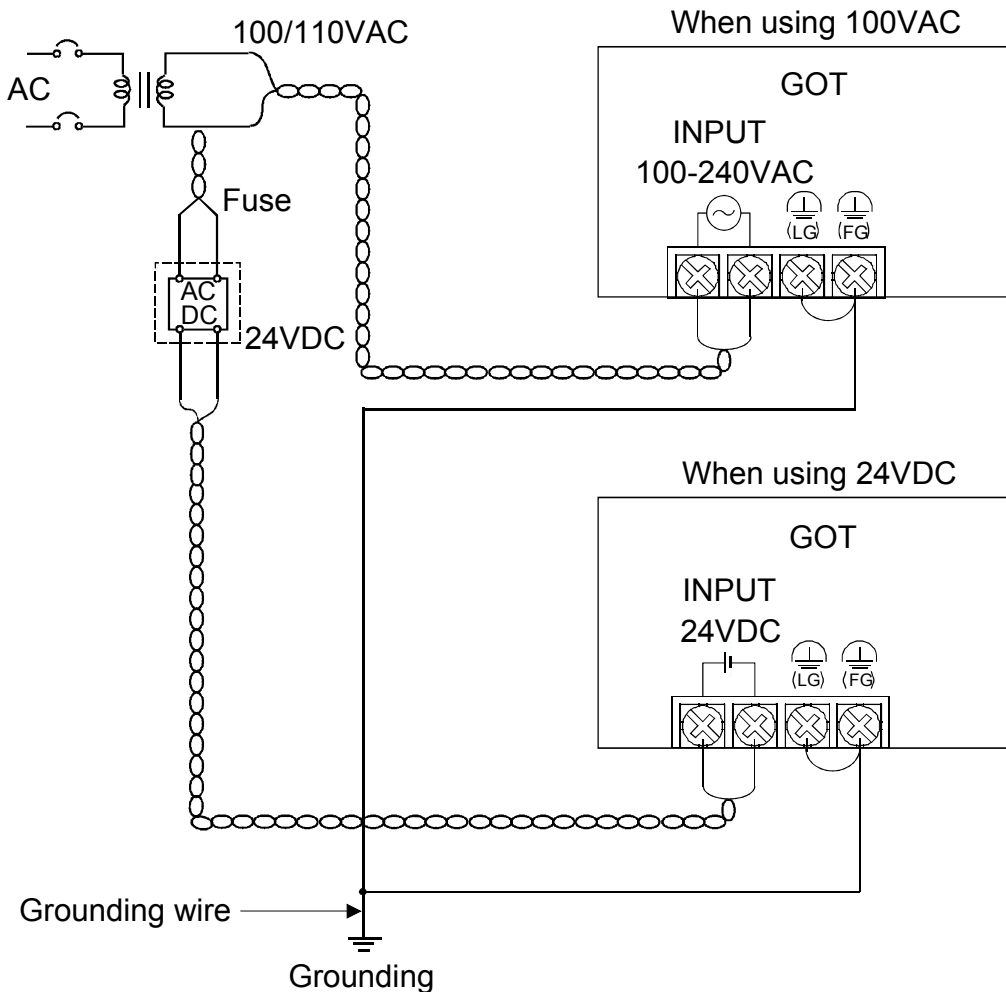 When using 100VAC
100/110VAC
AC
GOT
INPUT
100-240VAC
(LG)
(FG)
Fuse
AC
DC
24VDC
When using 24VDC
GOT
INPUT
24VDC
(LG)
(FG)
Grounding wire
Grounding